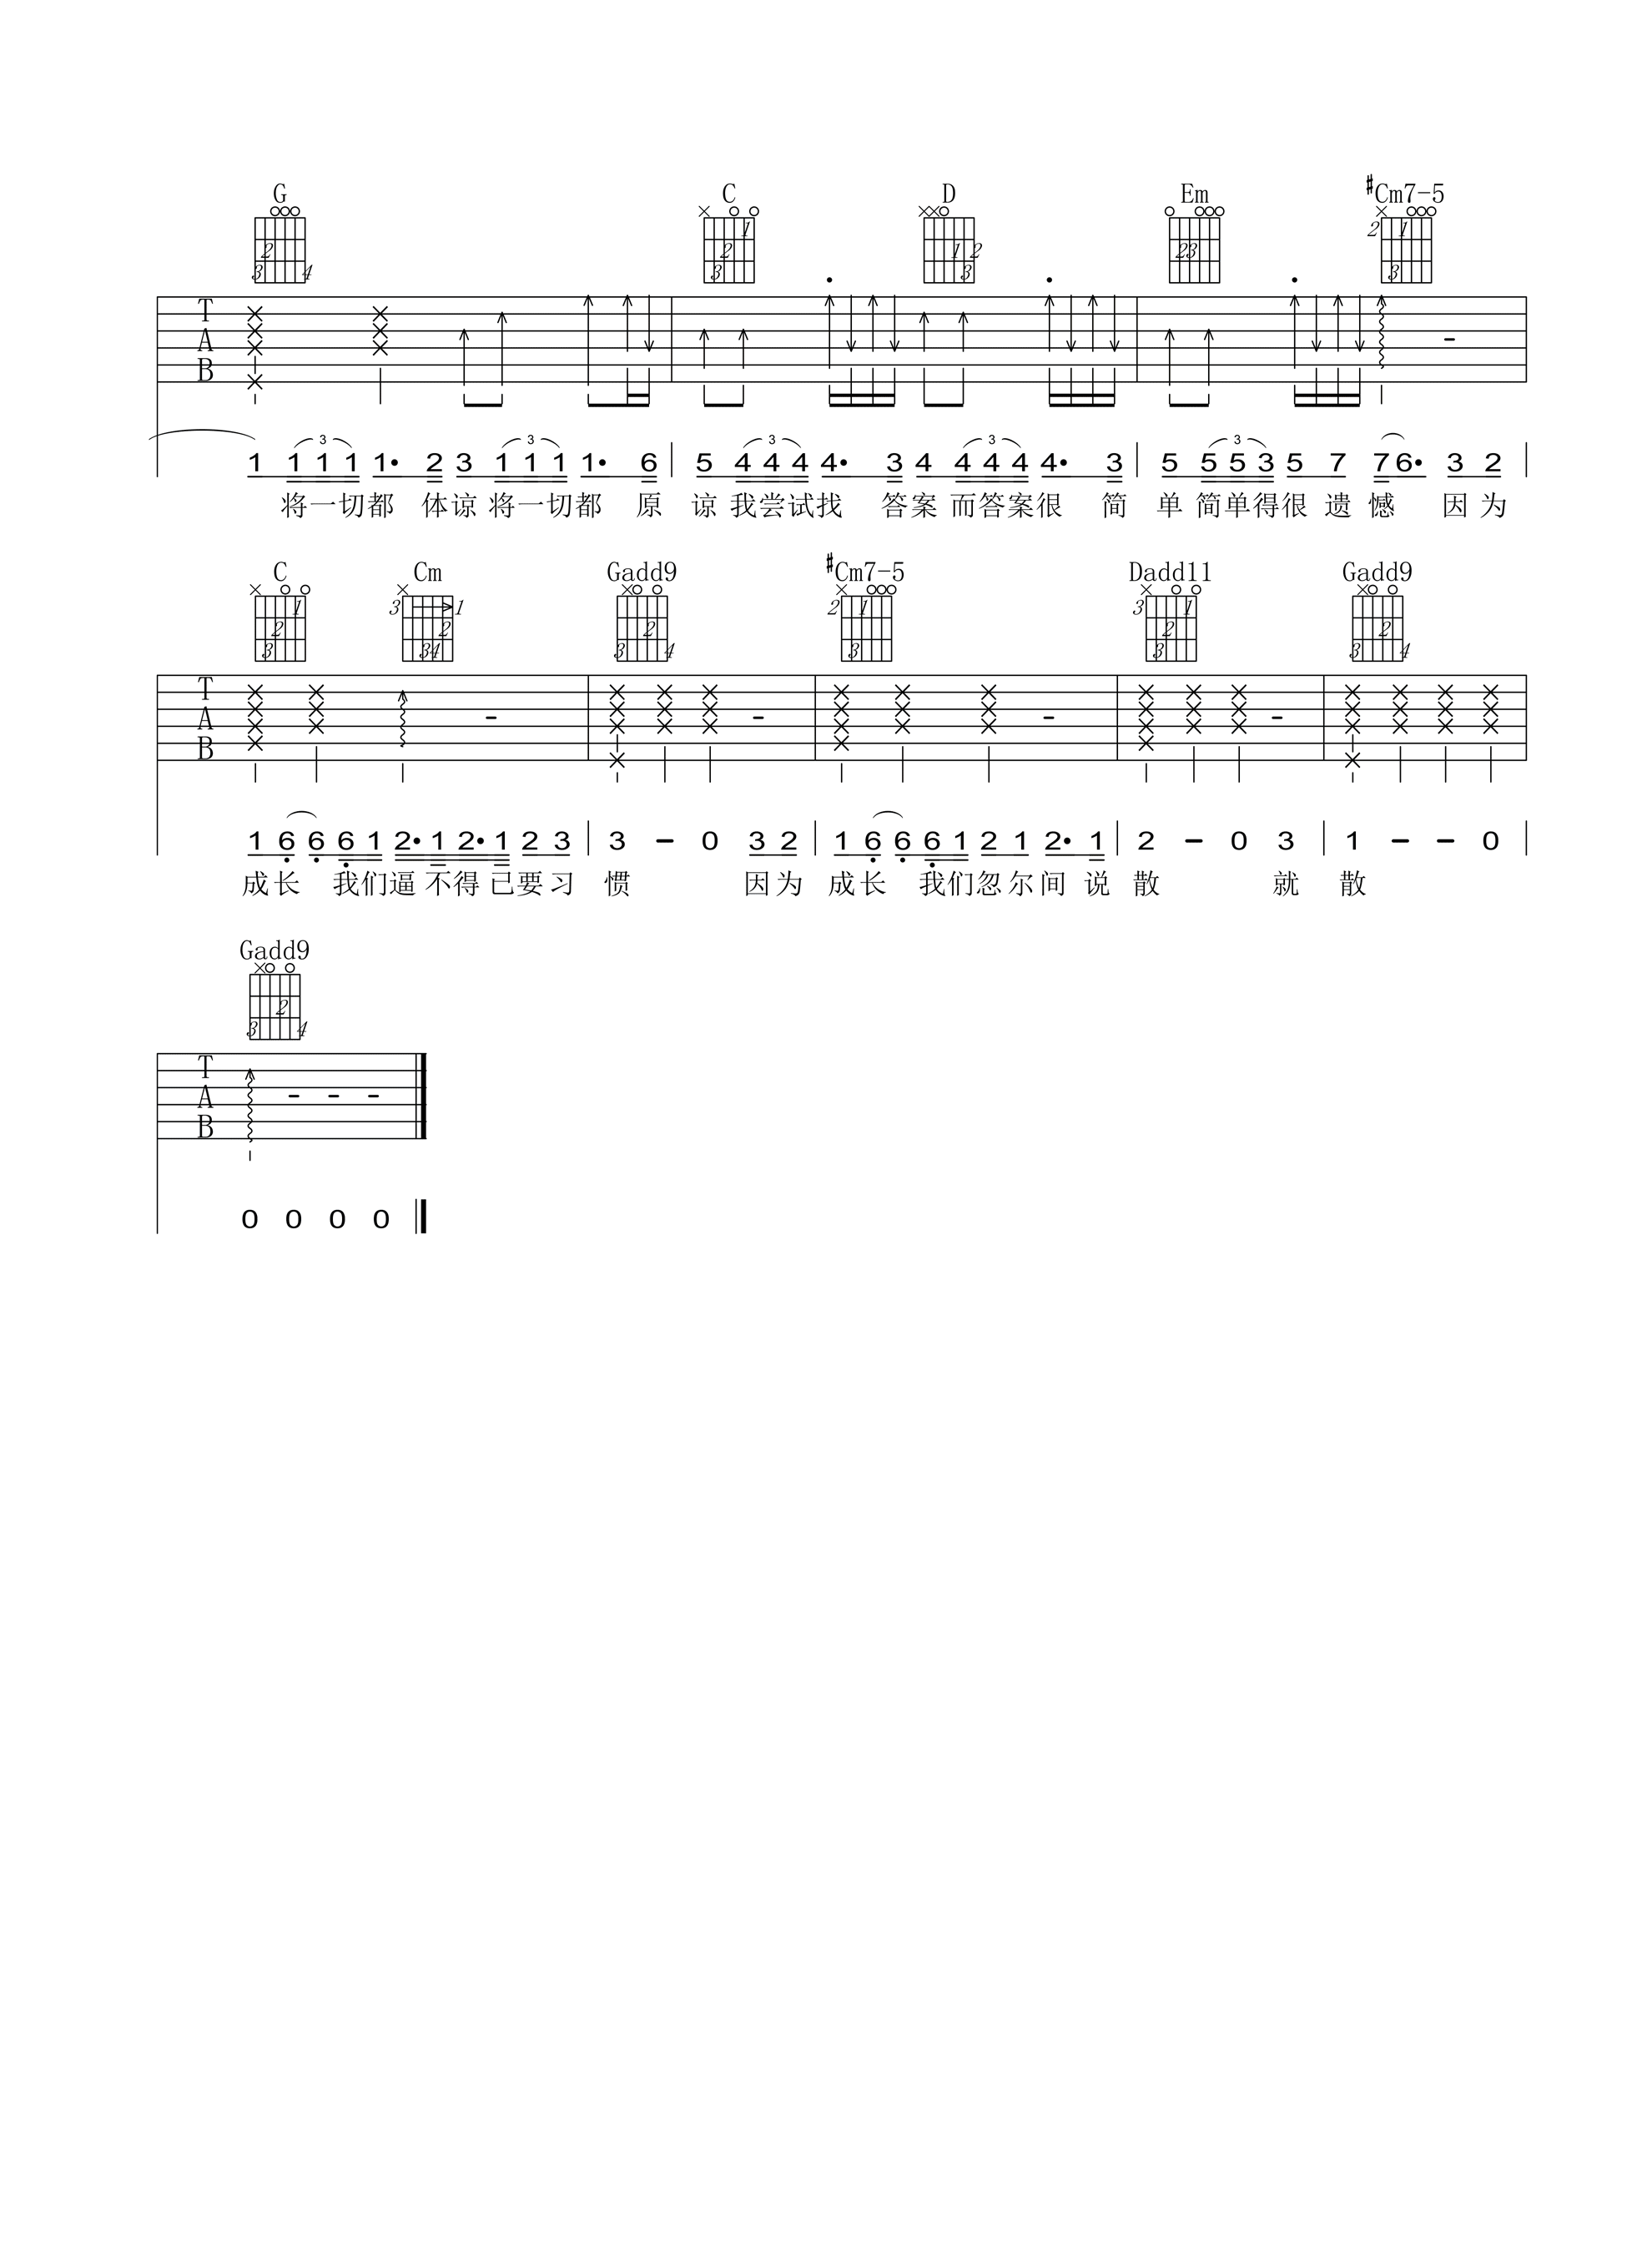 G C D Em #Cm7-5
T A B
3 3 3 3 3
1 1 1 1 1· 2 3 1 1 1 1· 6 | 5 4 4 4 4· 3 4 4 4 4 4· 3 | 5 5 5 3 5 7 7 6· 3 2 |
将一切都 体谅 将一切都 原 谅 我尝试找 答案 而答案很 简 单 简单得很 遗 憾 因 为
C Cm Gadd9 #Cm7-5 Dadd11 Gadd9
T A B
1 6 6 6 1 2· 1 2· 1 2 3 | 3 - 0 3 2 | 1 6 6 6 1 2 1 2· 1 | 2 - 0 3 | 1 - - 0 |
成长 我们逼 不得 已要 习 惯 因为 成长 我们忽 尔间 说 散 就 散
Gadd9
T A B
0 0 0 0